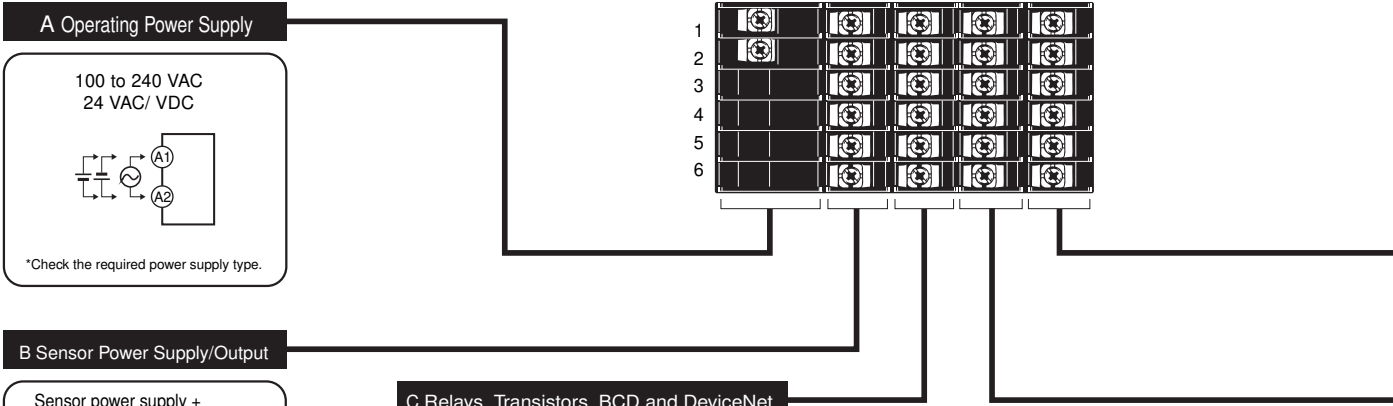 A Operating Power Supply
100 to 240 VAC
24 VAC/ VDC
A1
A2
*Check the required power supply type.
1
2
3
4
5
6
B Sensor Power Supply/Output
Sensor power supply +
C Relays, Transistors, BCD and DeviceNet